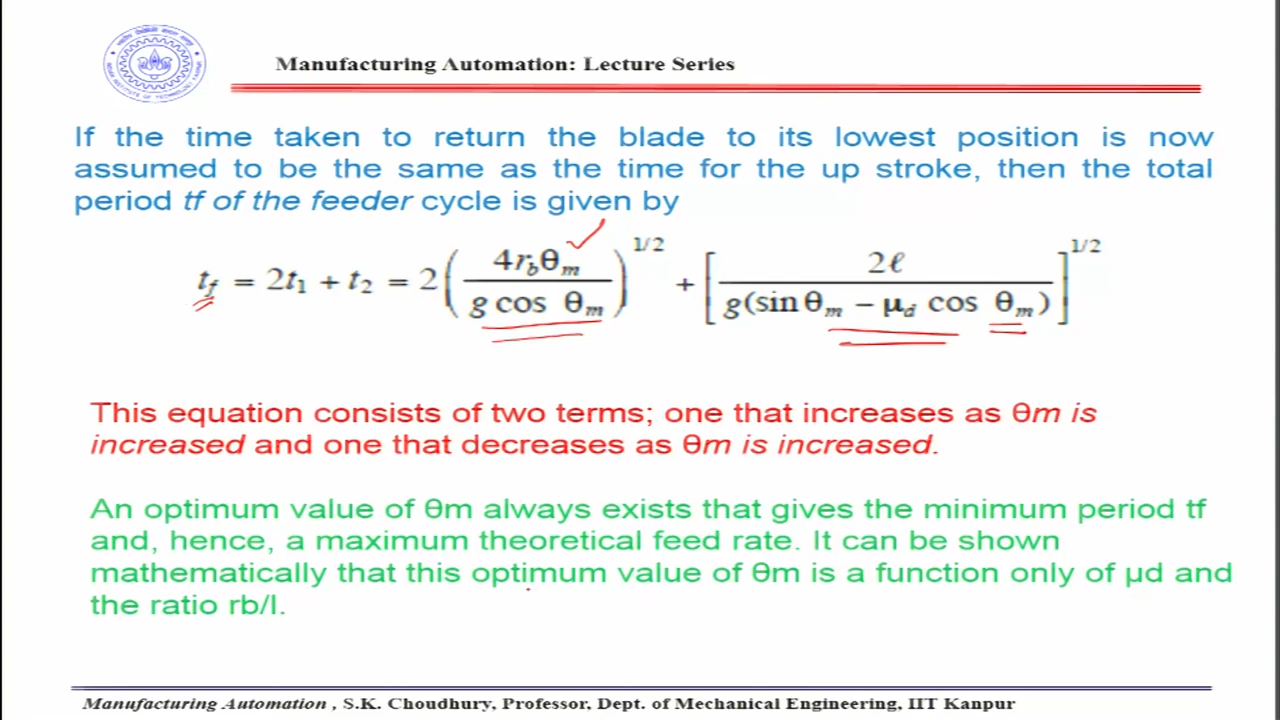 Manufacturing Automation: Lecture Series
If the time taken to return the blade to its lowest position is now
assumed to be the same as the time for the up stroke, then the total
period tf of the feeder cycle is given by
t_f = 2t₁ + t₂ = 2(4r_bθ_m / g cos θ_m)^1/2 + [2ℓ / g(sin θ_m − μ_d cos θ_m)]^1/2
This equation consists of two terms; one that increases as θm is
increased and one that decreases as θm is increased.
An optimum value of θm always exists that gives the minimum period tf
and, hence, a maximum theoretical feed rate. It can be shown
mathematically that this optimum value of θm is a function only of μd and
the ratio rb/l.
Manufacturing Automation , S.K. Choudhury, Professor, Dept. of Mechanical Engineering, IIT Kanpur